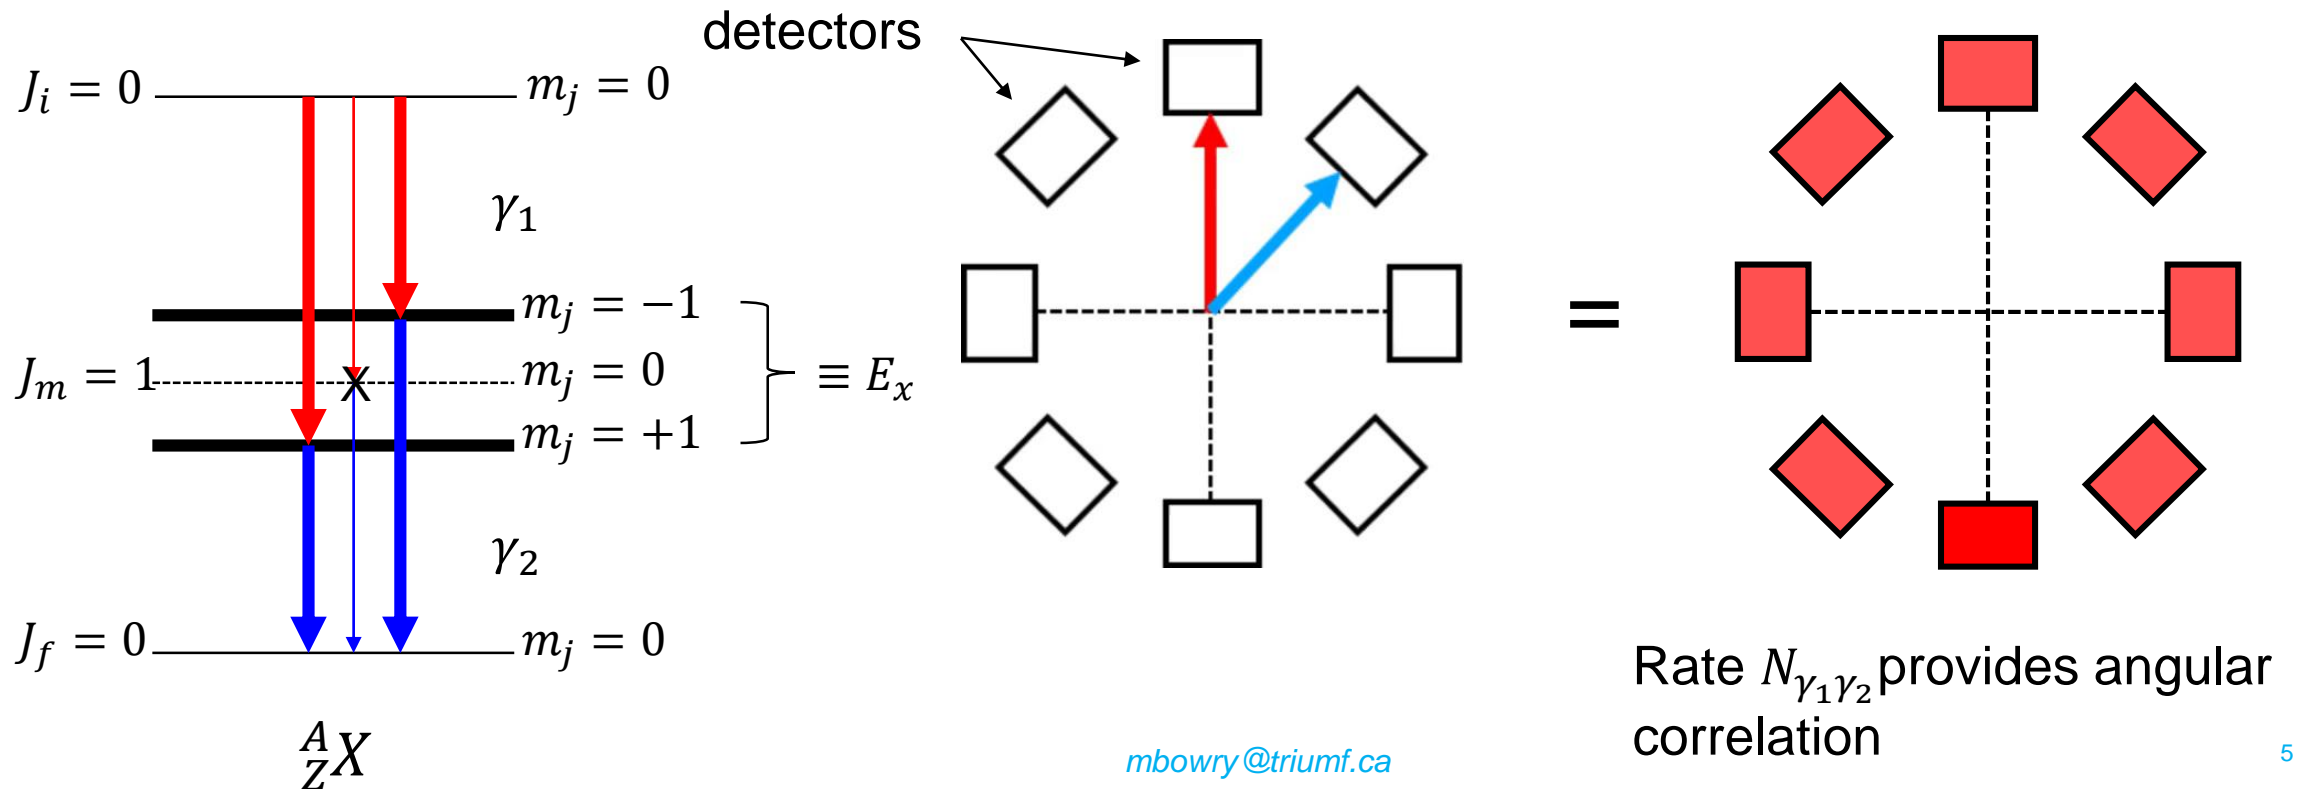 detectors
J_i = 0
m_j = 0
γ_1
m_j = −1
J_m = 1
X
m_j = 0
≡ E_x
=
m_j = +1
γ_2
J_f = 0
m_j = 0
Rate N_{γ_1γ_2} provides angular
correlation
^A_Z X
mbowry@triumf.ca
5